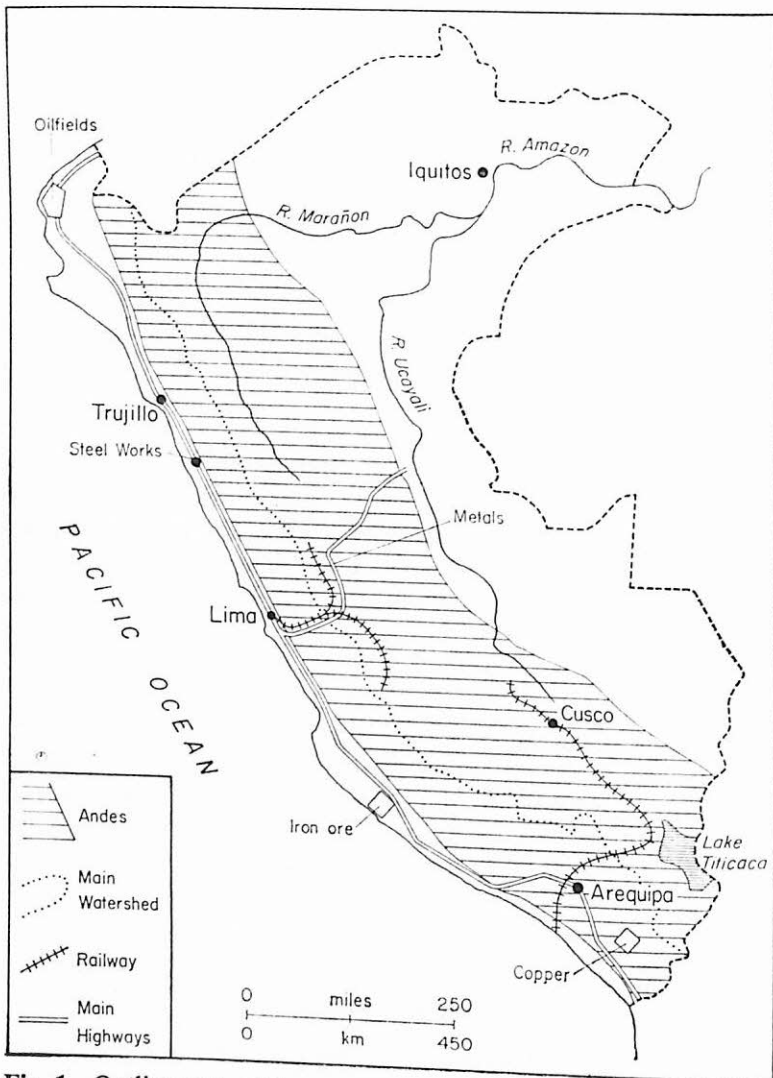 Oilfields
Iquitos
R. Amazon
R. Marañon
R. Ucayali
Trujillo
Steel Works
Metals
PACIFIC OCEAN
Lima
Cusco
Iron ore
Lake
Titicaca
Arequipa
Copper
Andes
Main
Watershed
Railway
Main
Highways
0 miles 250
0 km 450
Fig. 1